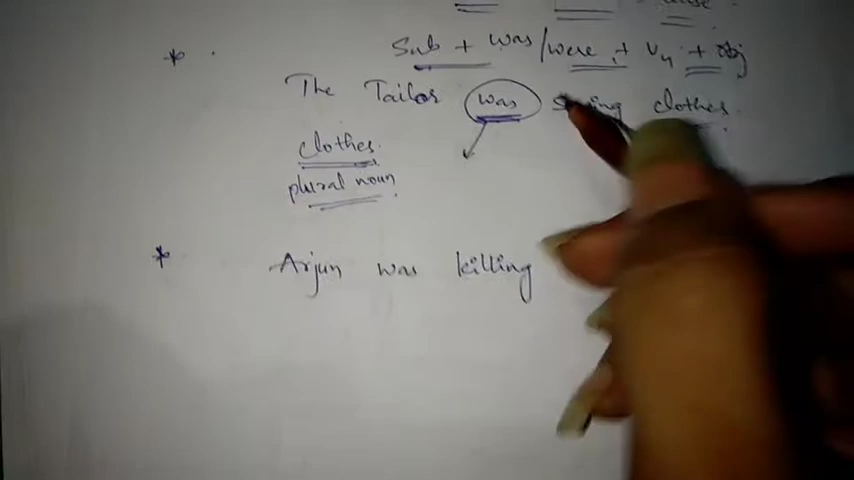 * . Sub + was/were + V4 + obj
The Tailor was clothes.
clothes.
plural noun.
* Arjun was killing